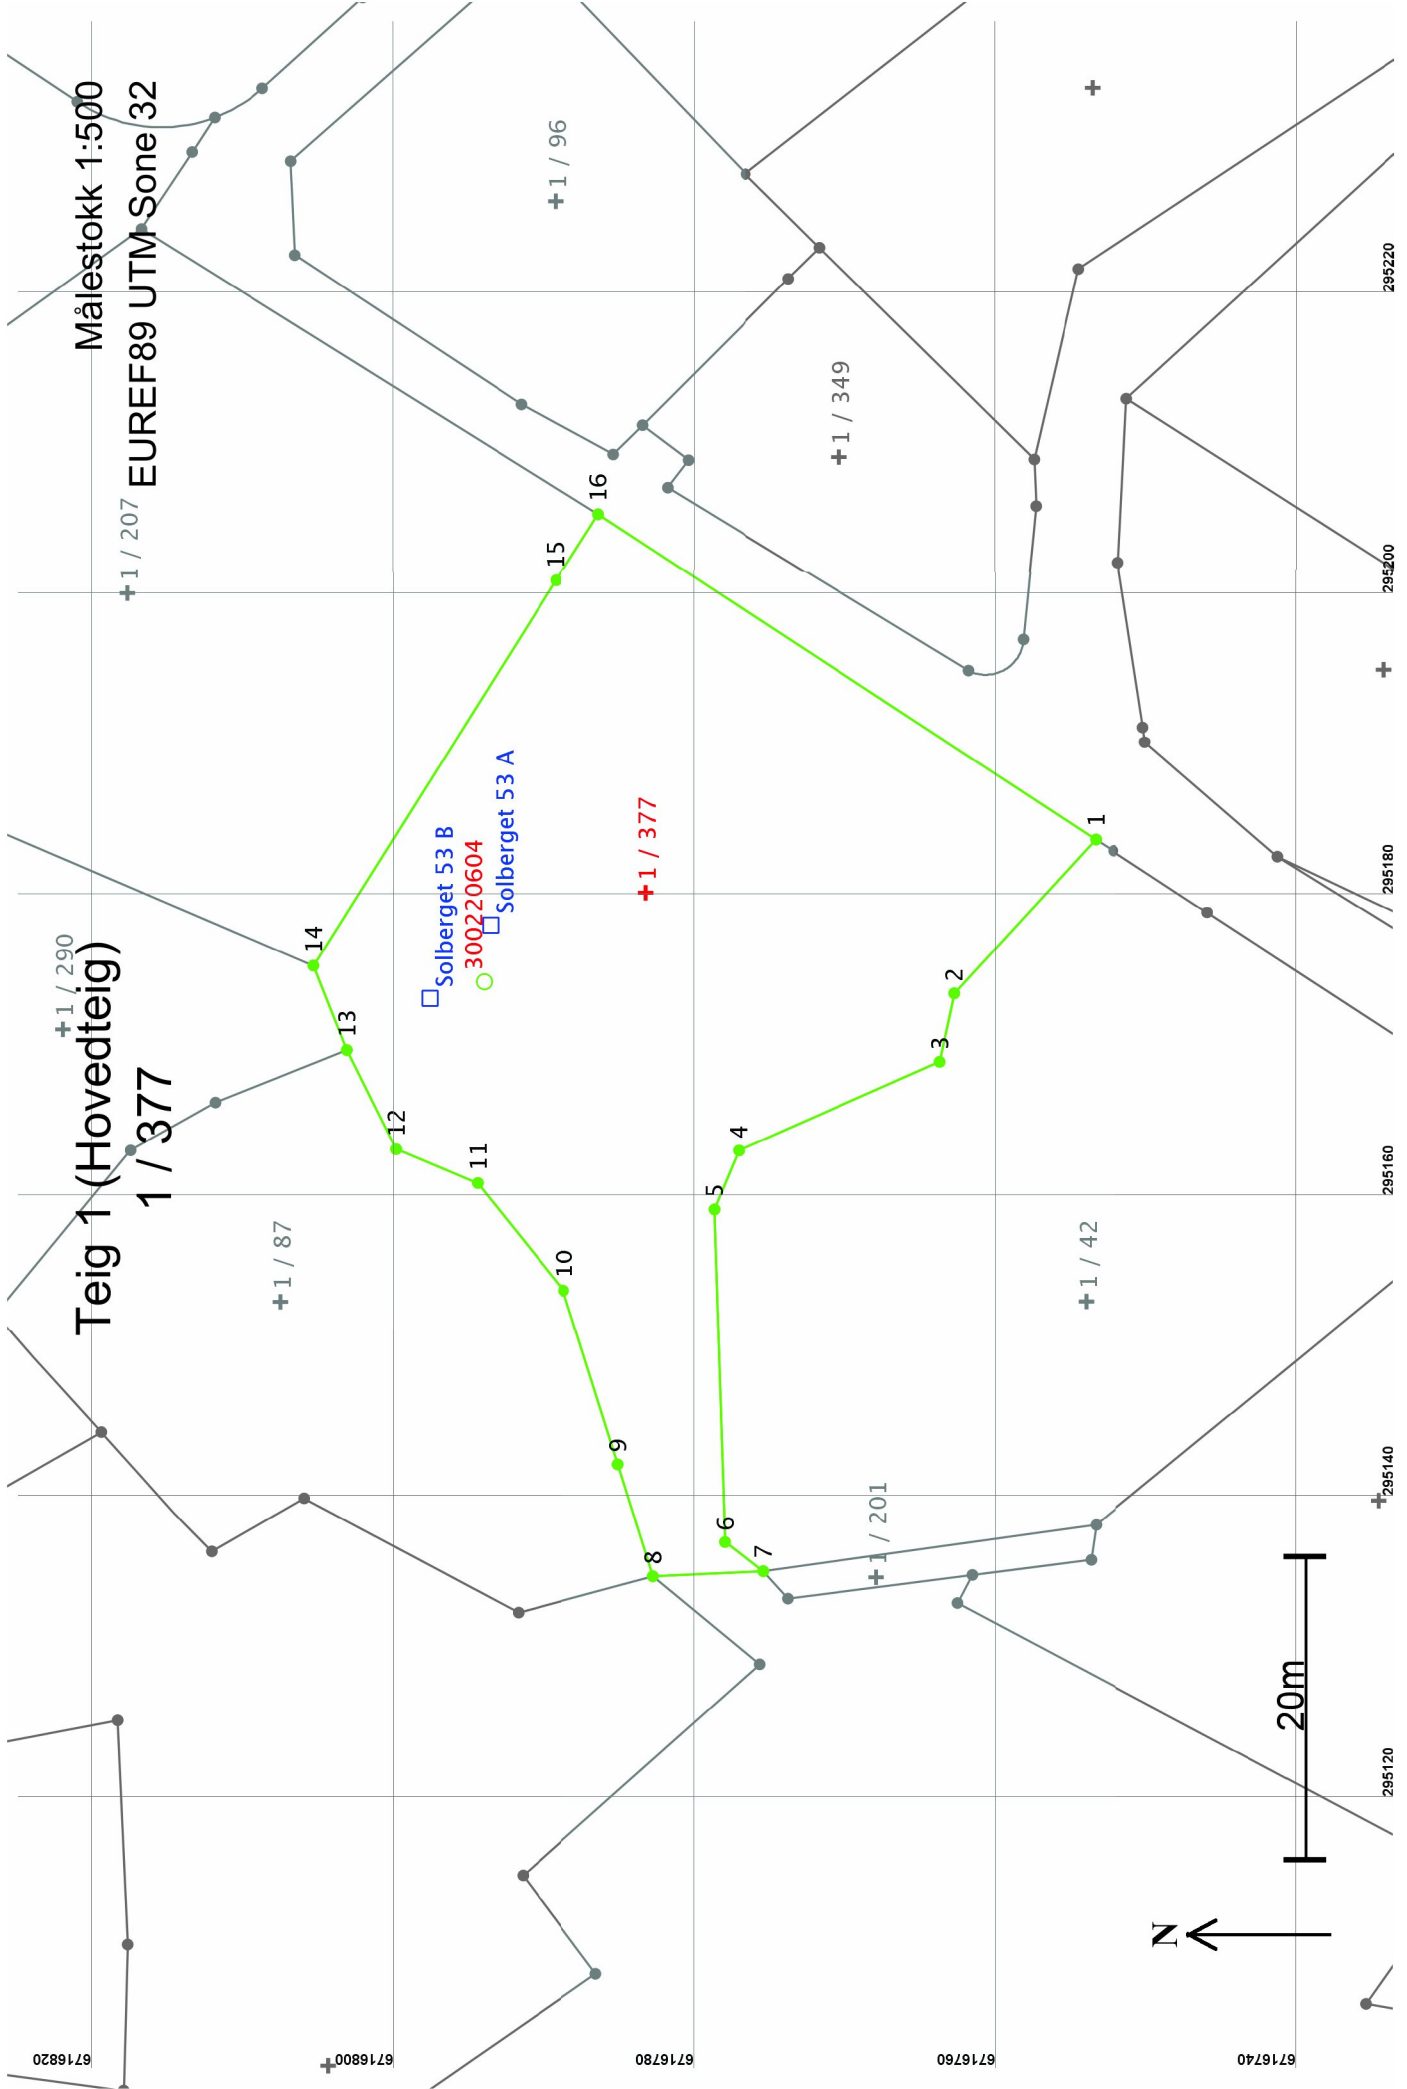 Teig 1 (Hovedteig)
1 / 377
Målestokk 1:500
EUREF89 UTM Sone 32
1 / 290
1 / 207
1 / 87
1 / 96
14
13
12
11
10
15
16
Solberget 53 B
300220604
Solberget 53 A
9
8
1 / 377
1 / 349
7
6
5
4
3
2
1
1 / 201
1 / 42
20m
N
6716820
6716800
6716780
6716760
6716740
295120
295140
295160
295180
295200
295220